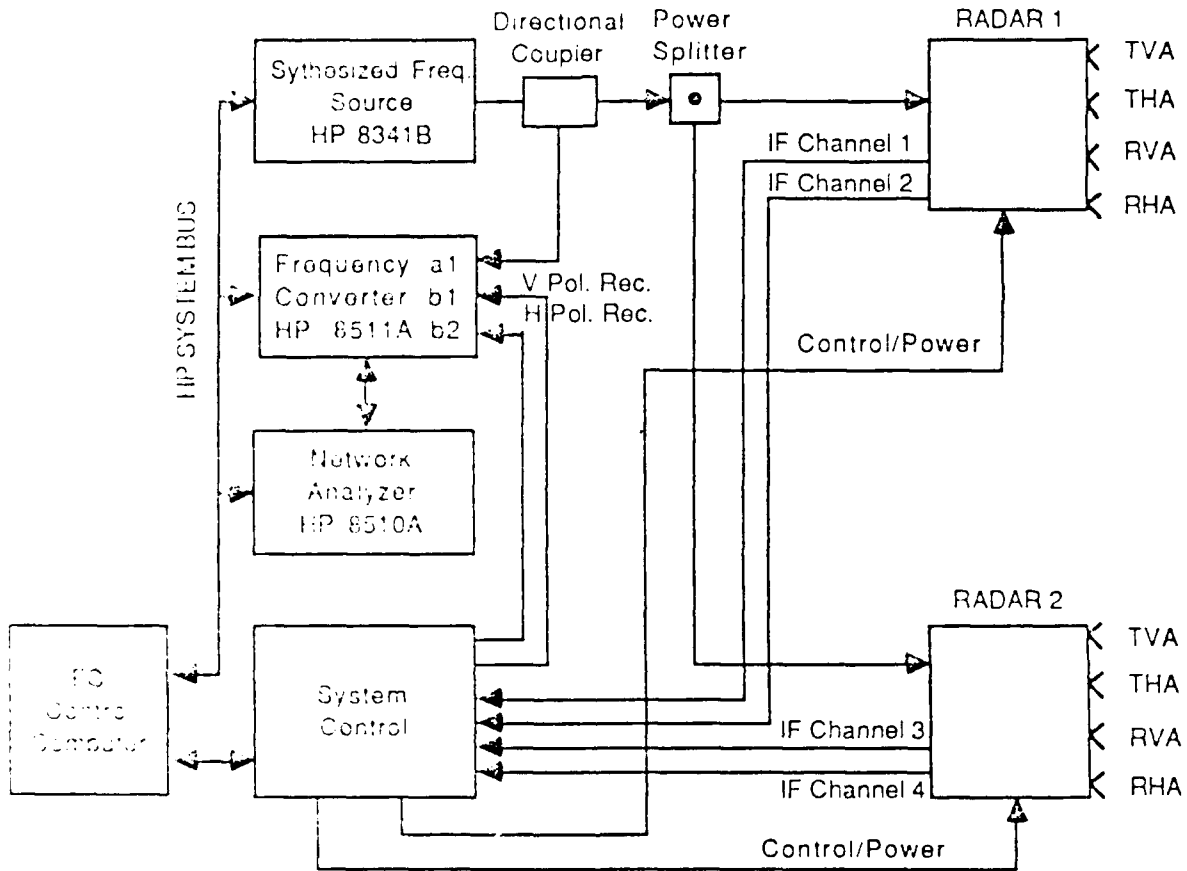 Directional
Coupler
Power
Splitter
RADAR 1
Sythosized Freq.
Source
HP 8341B
TVA
THA
RVA
RHA
IF Channel 1
IF Channel 2
HP SYSTEM BUS
Frequency a1
Converter b1
HP 8511A b2
V Pol. Rec.
H Pol. Rec.
Control/Power
Network
Analyzer
HP 8510A
RADAR 2
PC
Control
Computer
System
Control
TVA
THA
RVA
RHA
IF Channel 3
IF Channel 4
Control/Power